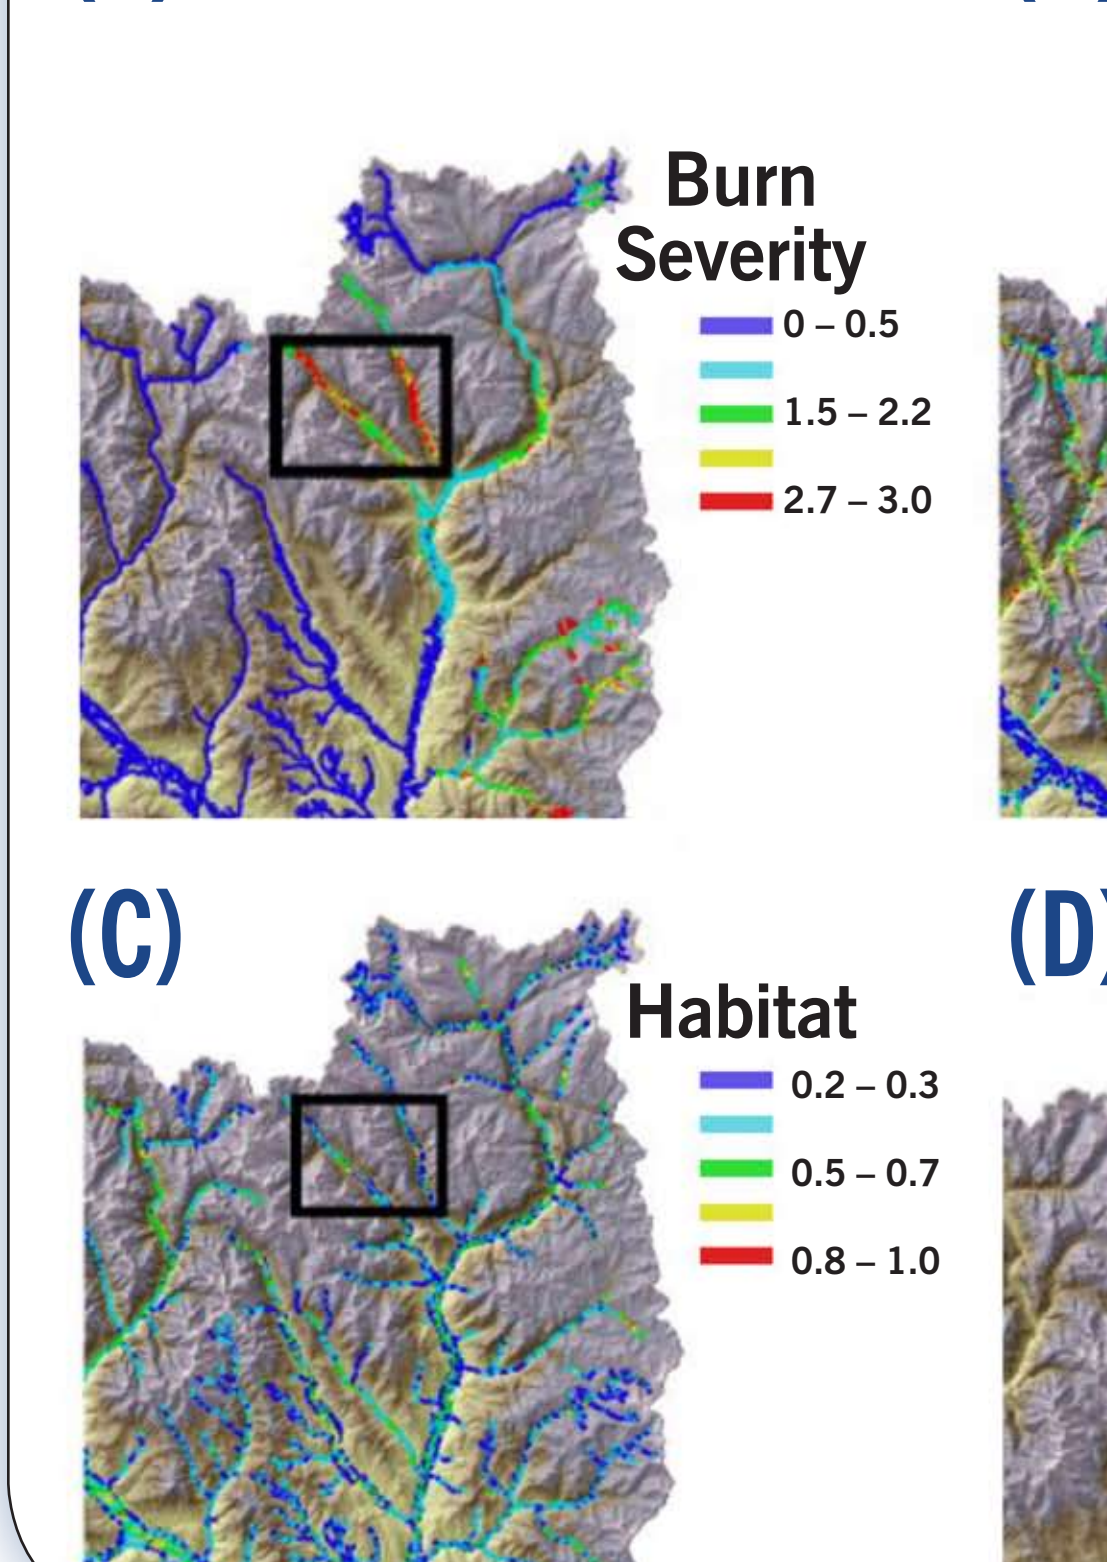 Burn
Severity
0 – 0.5
1.5 – 2.2
2.7 – 3.0
(C)
(D)
Habitat
0.2 – 0.3
0.5 – 0.7
0.8 – 1.0